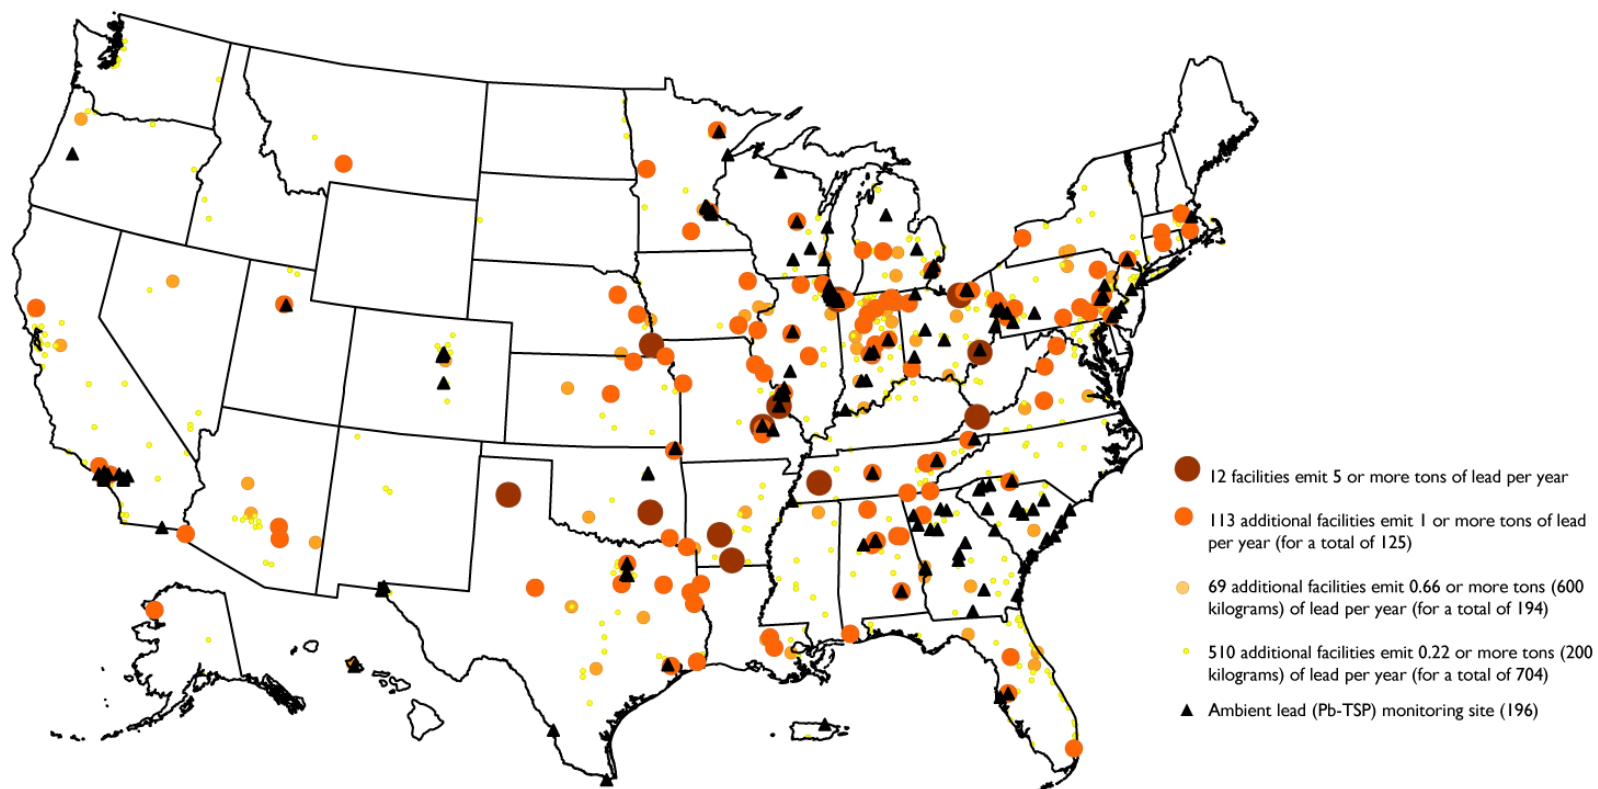 12 facilities emit 5 or more tons of lead per year
113 additional facilities emit 1 or more tons of lead
per year (for a total of 125)
69 additional facilities emit 0.66 or more tons (600
kilograms) of lead per year (for a total of 194)
510 additional facilities emit 0.22 or more tons (200
kilograms) of lead per year (for a total of 704)
Ambient lead (Pb-TSP) monitoring site (196)